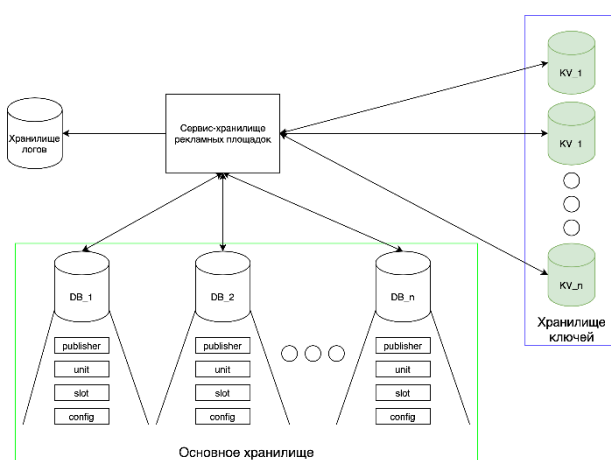 KV_1
Сервис-хранилище
рекламных площадок
Хранилище
логов
KV_1
KV_n
Хранилище
ключей
DB_1
DB_2
DB_n
publisher
publisher
publisher
unit
unit
unit
slot
slot
slot
config
config
config
Основное хранилище